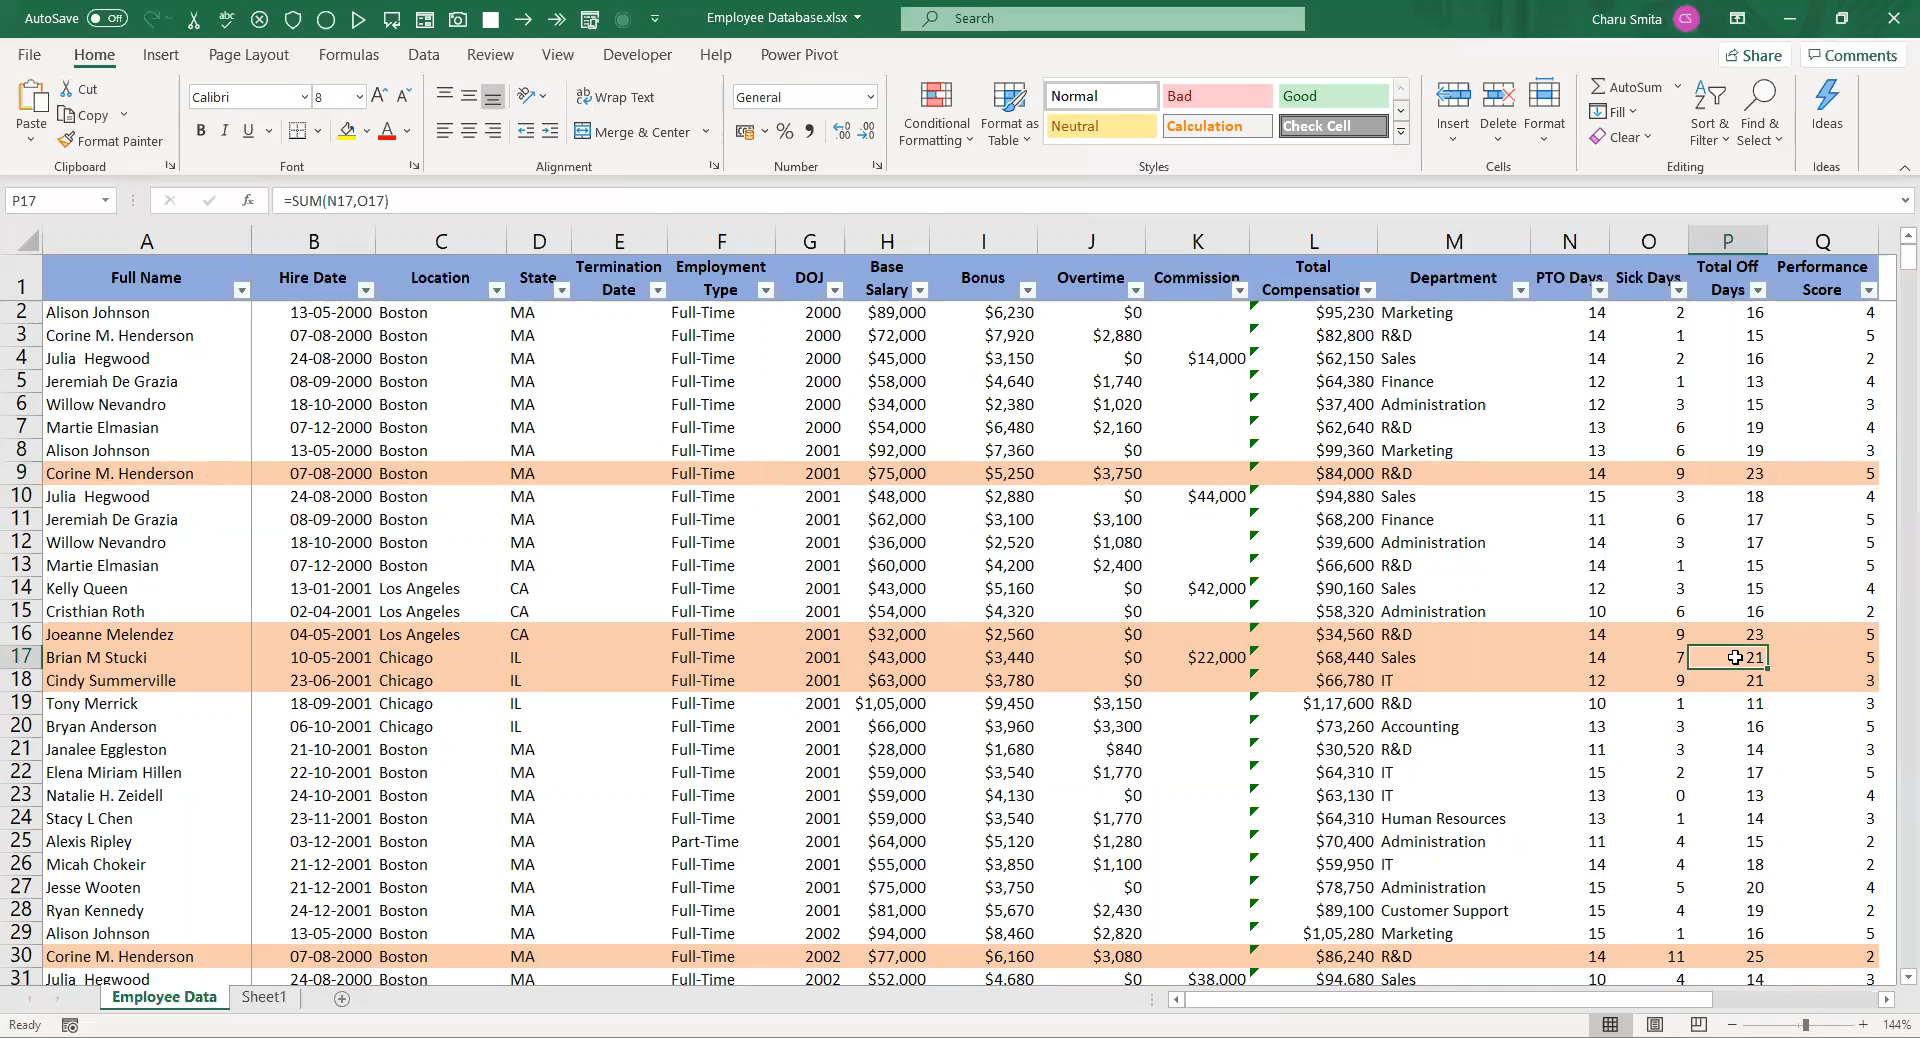 AutoSave Off Employee Database.xlsx Search Charu Smita CS
File Home Insert Page Layout Formulas Data Review View Developer Help Power Pivot Share Comments
Paste Cut Copy Format Painter Clipboard
Calibri 8 A A B I U A Font
ab Wrap Text Merge & Center Alignment
General % Number
Conditional Formatting Format as Table
Normal Bad Good
Neutral Calculation Check Cell
Styles
Insert Delete Format Cells
AutoSum Fill Clear Sort & Filter Find & Select Editing
Ideas Ideas
P17 fx =SUM(N17,O17)
A B C D E F G H I J K L M N O P Q
1 Full Name Hire Date Location State Termination Date Employment Type DOJ Base Salary Bonus Overtime Commission Total Compensation Department PTO Days Sick Days Total Off Days Performance Score
2 Alison Johnson 13-05-2000 Boston MA Full-Time 2000 $89,000 $6,230 $0 $95,230 Marketing 14 2 16 4
3 Corine M. Henderson 07-08-2000 Boston MA Full-Time 2000 $72,000 $7,920 $2,880 $82,800 R&D 14 1 15 5
4 Julia Hegwood 24-08-2000 Boston MA Full-Time 2000 $45,000 $3,150 $0 $14,000 $62,150 Sales 14 2 16 2
5 Jeremiah De Grazia 08-09-2000 Boston MA Full-Time 2000 $58,000 $4,640 $1,740 $64,380 Finance 12 1 13 4
6 Willow Nevandro 18-10-2000 Boston MA Full-Time 2000 $34,000 $2,380 $1,020 $37,400 Administration 12 3 15 3
7 Martie Elmasian 07-12-2000 Boston MA Full-Time 2000 $54,000 $6,480 $2,160 $62,640 R&D 13 6 19 4
8 Alison Johnson 13-05-2000 Boston MA Full-Time 2001 $92,000 $7,360 $0 $99,360 Marketing 13 6 19 3
9 Corine M. Henderson 07-08-2000 Boston MA Full-Time 2001 $75,000 $5,250 $3,750 $84,000 R&D 14 9 23 5
10 Julia Hegwood 24-08-2000 Boston MA Full-Time 2001 $48,000 $2,880 $0 $44,000 $94,880 Sales 15 3 18 4
11 Jeremiah De Grazia 08-09-2000 Boston MA Full-Time 2001 $62,000 $3,100 $3,100 $68,200 Finance 11 6 17 5
12 Willow Nevandro 18-10-2000 Boston MA Full-Time 2001 $36,000 $2,520 $1,080 $39,600 Administration 14 3 17 5
13 Martie Elmasian 07-12-2000 Boston MA Full-Time 2001 $60,000 $4,200 $2,400 $66,600 R&D 14 1 15 5
14 Kelly Queen 13-01-2001 Los Angeles CA Full-Time 2001 $43,000 $5,160 $0 $42,000 $90,160 Sales 12 3 15 4
15 Cristhian Roth 02-04-2001 Los Angeles CA Full-Time 2001 $54,000 $4,320 $0 $58,320 Administration 10 6 16 2
16 Joeanne Melendez 04-05-2001 Los Angeles CA Full-Time 2001 $32,000 $2,560 $0 $34,560 R&D 14 9 23 5
17 Brian M Stucki 10-05-2001 Chicago IL Full-Time 2001 $43,000 $3,440 $0 $22,000 $68,440 Sales 14 7 21 5
18 Cindy Summerville 23-06-2001 Chicago IL Full-Time 2001 $63,000 $3,780 $0 $66,780 IT 12 9 21 3
19 Tony Merrick 18-09-2001 Chicago IL Full-Time 2001 $1,05,000 $9,450 $3,150 $1,17,600 R&D 10 1 11 3
20 Bryan Anderson 06-10-2001 Chicago IL Full-Time 2001 $66,000 $3,960 $3,300 $73,260 Accounting 13 3 16 5
21 Janalee Eggleston 21-10-2001 Boston MA Full-Time 2001 $28,000 $1,680 $840 $30,520 R&D 11 3 14 3
22 Elena Miriam Hillen 22-10-2001 Boston MA Full-Time 2001 $59,000 $3,540 $1,770 $64,310 IT 15 2 17 5
23 Natalie H. Zeidell 24-10-2001 Boston MA Full-Time 2001 $59,000 $4,130 $0 $63,130 IT 13 0 13 4
24 Stacy L Chen 23-11-2001 Boston MA Full-Time 2001 $59,000 $3,540 $1,770 $64,310 Human Resources 13 1 14 3
25 Alexis Ripley 03-12-2001 Boston MA Part-Time 2001 $64,000 $5,120 $1,280 $70,400 Administration 11 4 15 2
26 Micah Chokeir 21-12-2001 Boston MA Full-Time 2001 $55,000 $3,850 $1,100 $59,950 IT 14 4 18 2
27 Jesse Wooten 21-12-2001 Boston MA Full-Time 2001 $75,000 $3,750 $0 $78,750 Administration 15 5 20 4
28 Ryan Kennedy 24-12-2001 Boston MA Full-Time 2001 $81,000 $5,670 $2,430 $89,100 Customer Support 15 4 19 2
29 Alison Johnson 13-05-2000 Boston MA Full-Time 2002 $94,000 $8,460 $2,820 $1,05,280 Marketing 15 1 16 5
30 Corine M. Henderson 07-08-2000 Boston MA Full-Time 2002 $77,000 $6,160 $3,080 $86,240 R&D 14 11 25 2
31 Julia Hegwood 24-08-2000 Boston MA Full-Time 2002 $52,000 $4,680 $0 $38,000 $94,680 Sales 10 4 14 3
Employee Data Sheet1
Ready 144%